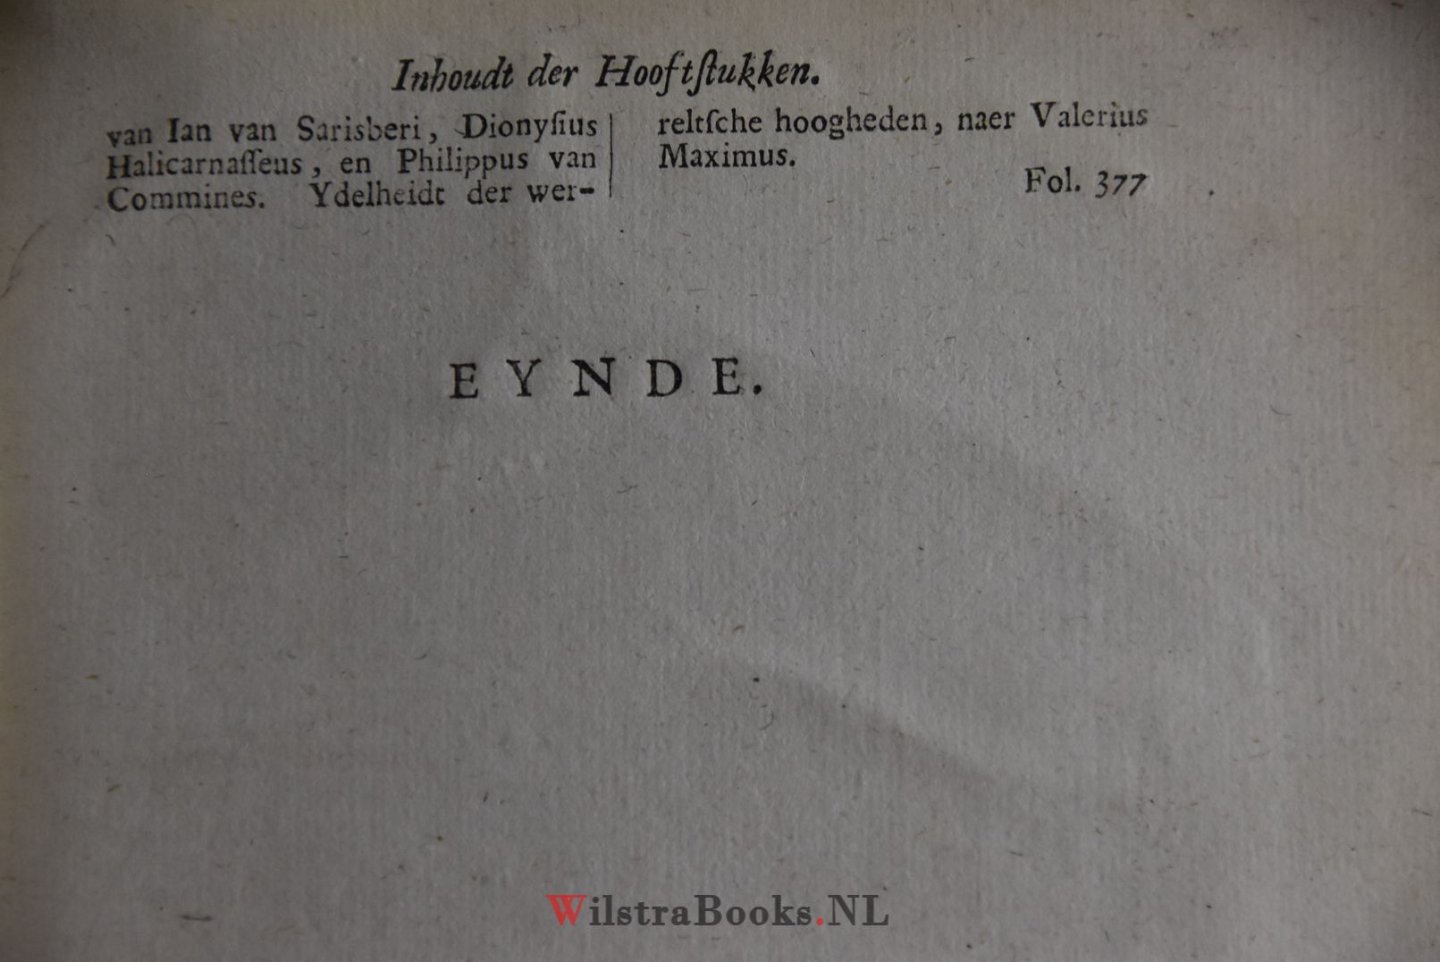 Inhoudt der Hooftſtukken.
van Ian van Sarisberi, Dionyſius
Halicarnaſſeus, en Philippus van
Commines. Ydelheidt der wer-
reltſche hoogheden, naer Valerius
Maximus.
Fol. 377
EYNDE.
WilstraBooks.NL